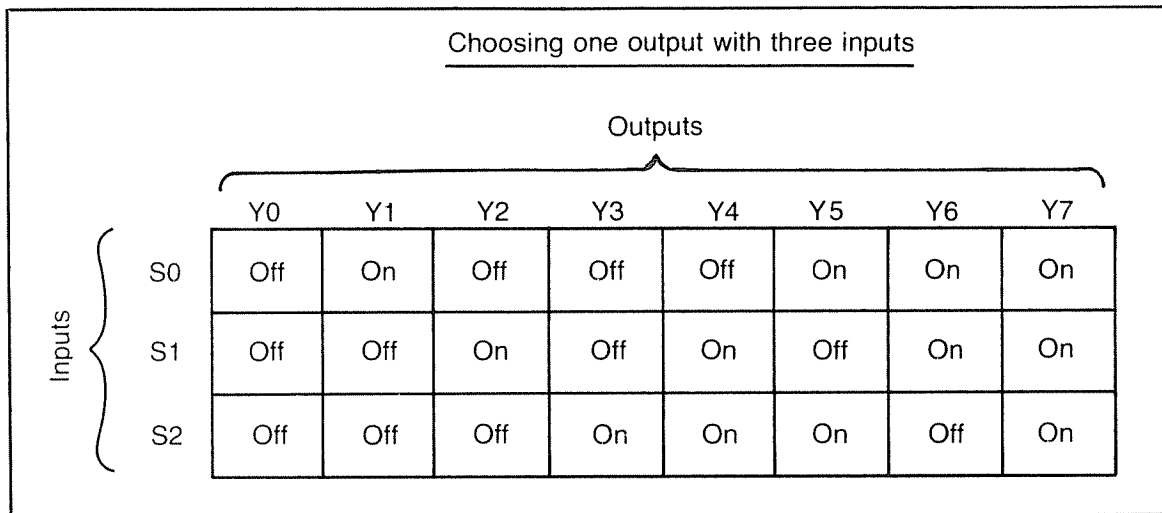 Choosing one output with three inputs
Outputs
Y0 Y1 Y2 Y3 Y4 Y5 Y6 Y7
Inputs
S0 Off On Off Off Off On On On
S1 Off Off On Off On Off On On
S2 Off Off Off On On On Off On